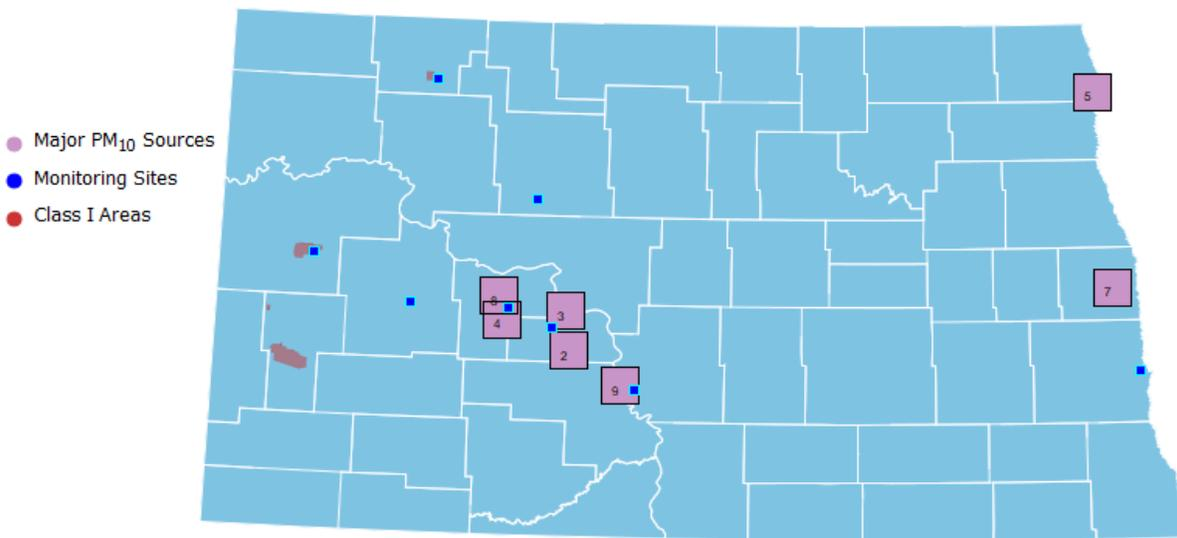 Major PM₁₀ Sources
Monitoring Sites
Class I Areas
5
7
8
4
3
2
9